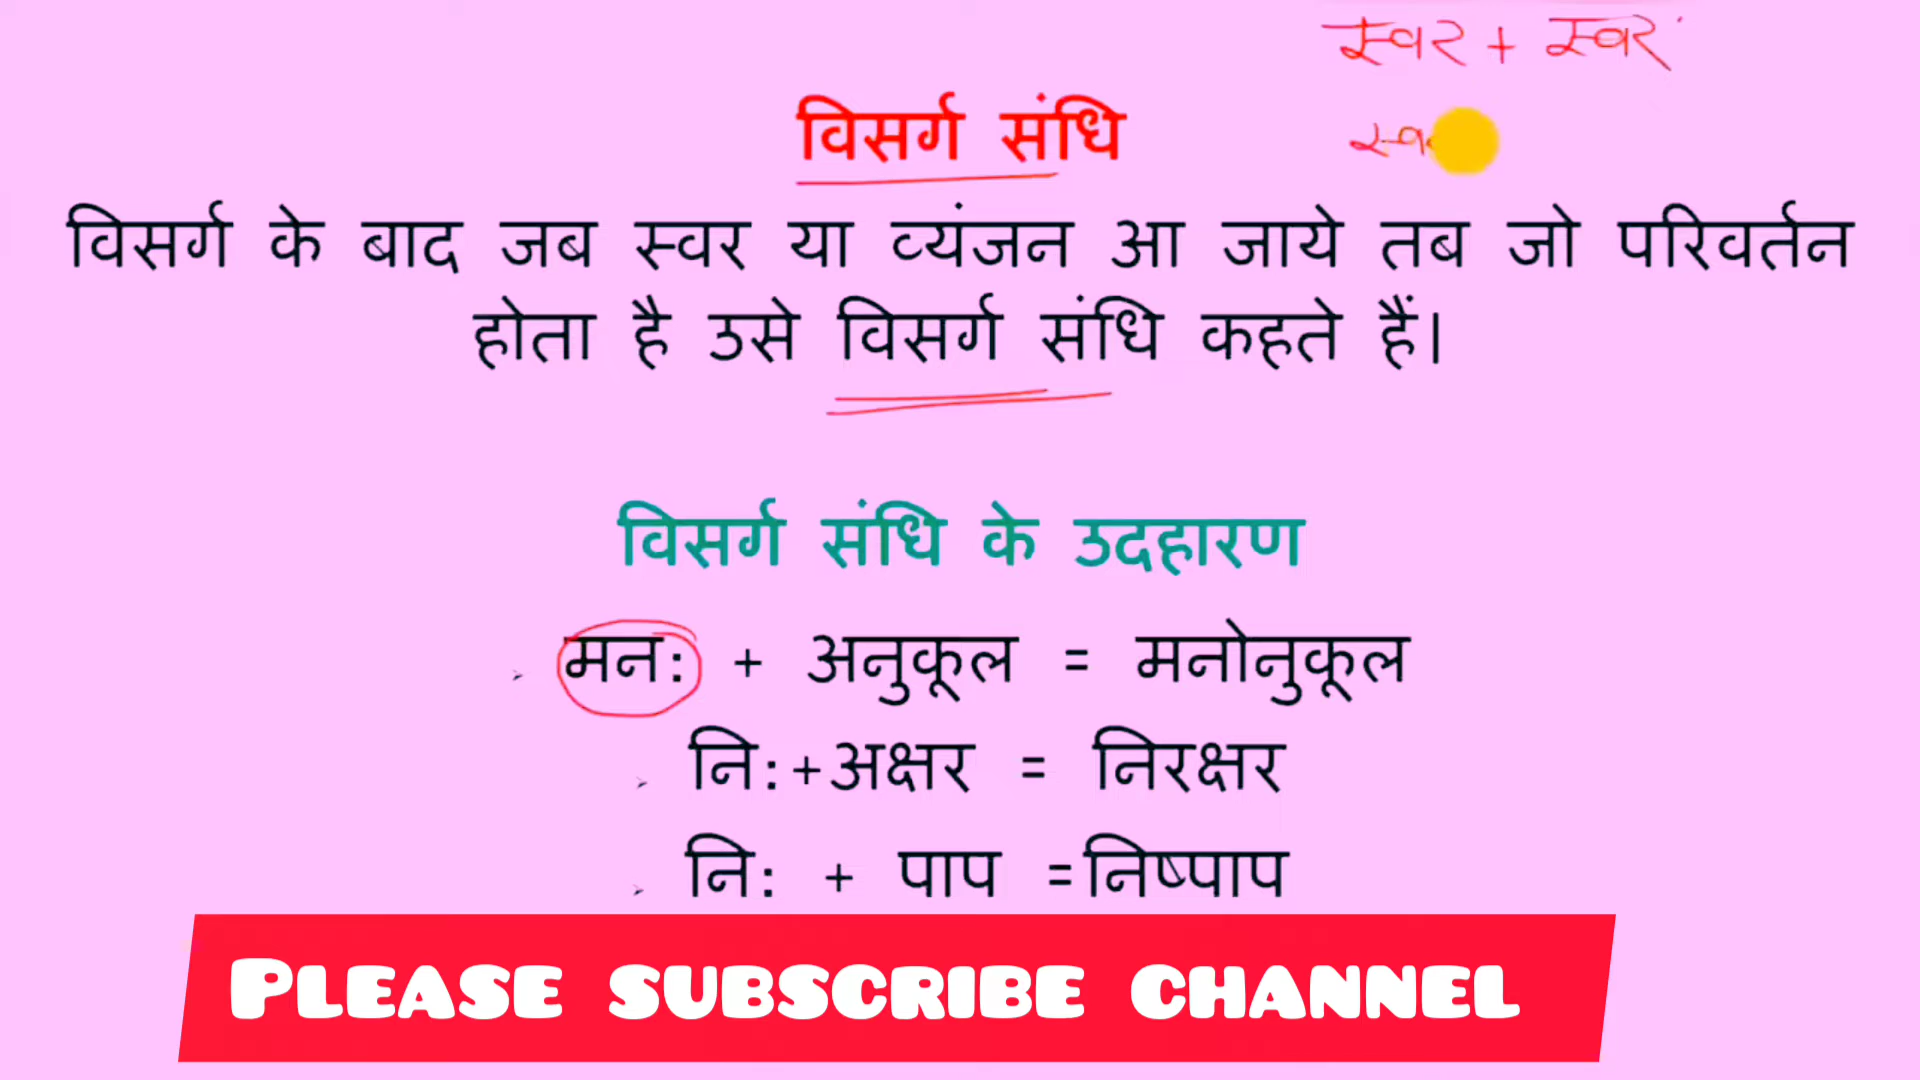 स्वर + स्वर
विसर्ग संधि
विसर्ग के बाद जब स्वर या व्यंजन आ जाये तब जो परिवर्तन
होता है उसे विसर्ग संधि कहते हैं।
विसर्ग संधि के उदहारण
मन: + अनुकूल = मनोनुकूल
नि:+अक्षर = निरक्षर
नि: + पाप =निष्पाप
PLEASE SUBSCRIBE CHANNEL